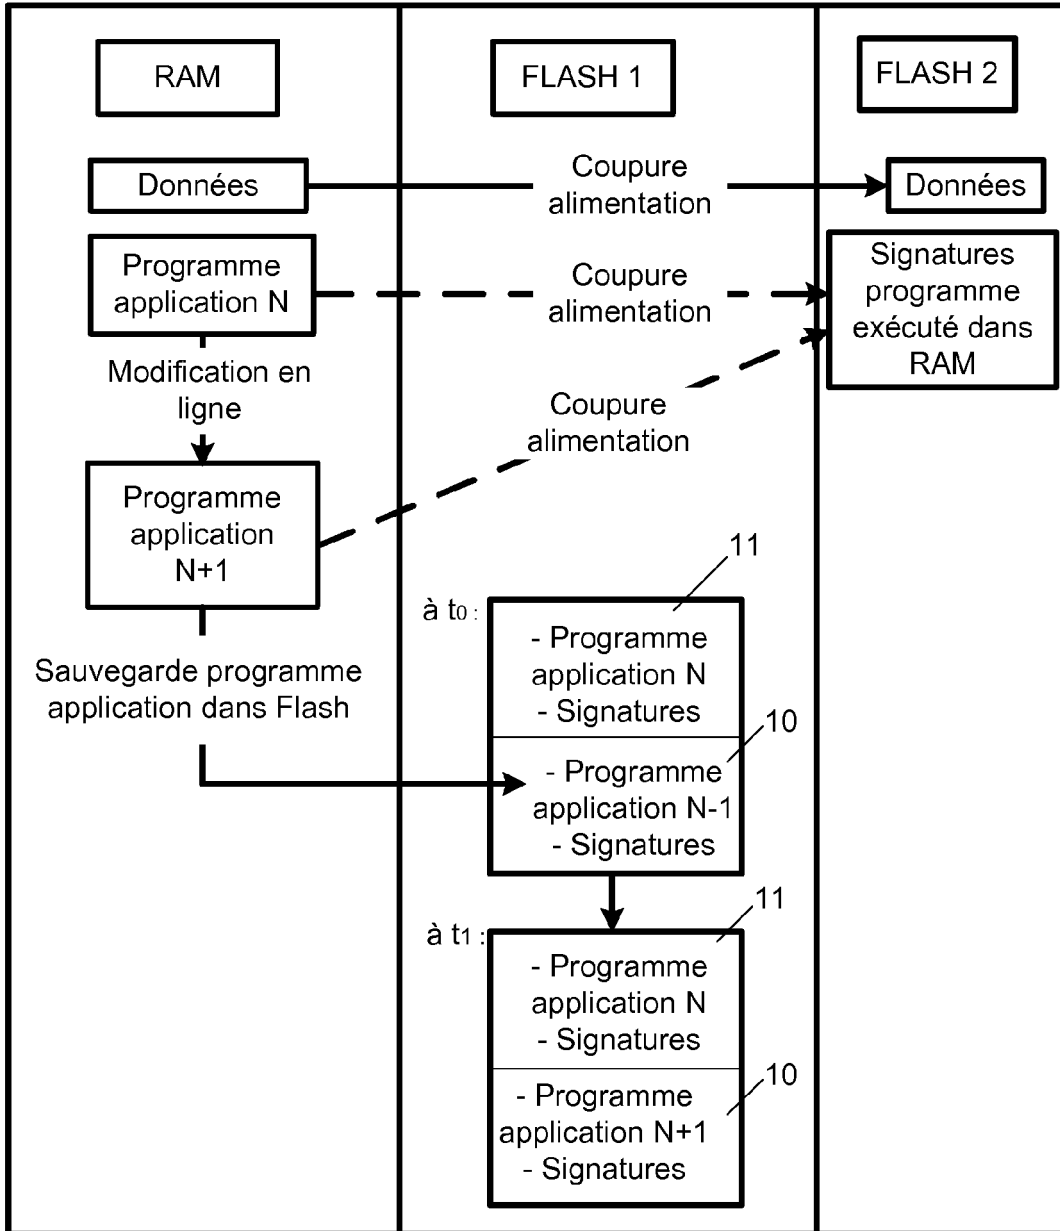 RAM
FLASH 1
FLASH 2
Données
Coupure
alimentation
Données
Programme
application N
Coupure
alimentation
Signatures
programme
exécuté dans
RAM
Modification en
ligne
Coupure
alimentation
Programme
application
N+1
11
à t0 :
- Programme
application N
- Signatures
Sauvegarde programme
application dans Flash
10
- Programme
application N-1
- Signatures
11
à t1 :
- Programme
application N
- Signatures
10
- Programme
application N+1
- Signatures